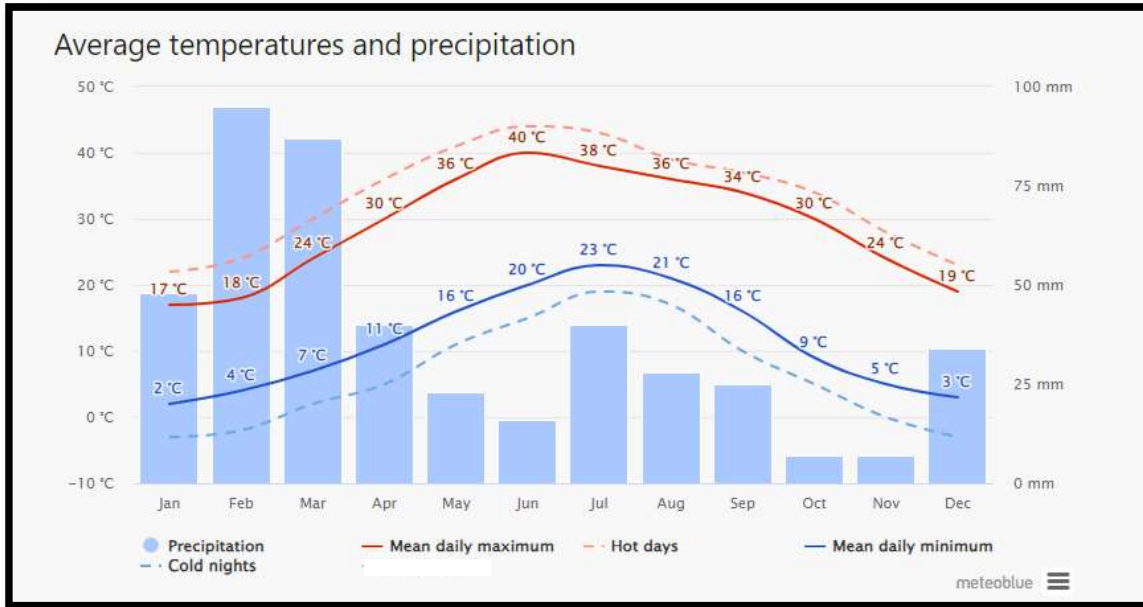 Average temperatures and precipitation
50 °C
100 mm
40 °C
75 mm
30 °C
20 °C
50 mm
10 °C
25 mm
0 °C
-10 °C
0 mm
17 °C
18 °C
24 °C
30 °C
36 °C
40 °C
38 °C
36 °C
34 °C
30 °C
24 °C
19 °C
2 °C
4 °C
7 °C
11 °C
16 °C
20 °C
23 °C
21 °C
16 °C
9 °C
5 °C
3 °C
Jan Feb Mar Apr May Jun Jul Aug Sep Oct Nov Dec
Precipitation Mean daily maximum Hot days Mean daily minimum
Cold nights
meteoblue